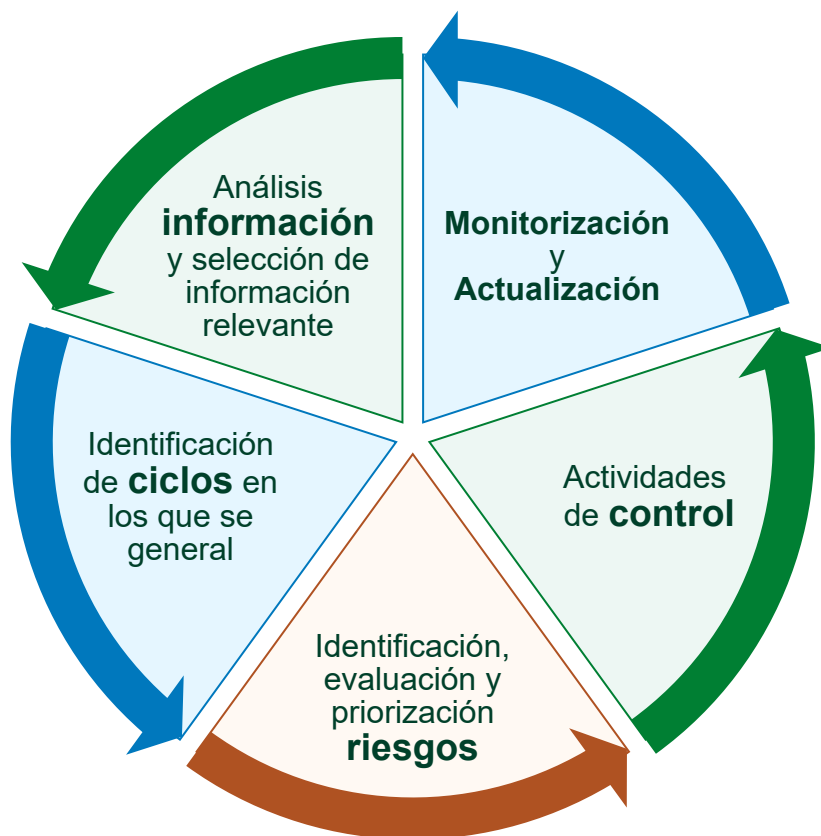 Análisis
información
y selección de
información
relevante
Monitorización
y
Actualización
Identificación
de ciclos en
los que se
general
Actividades
de control
Identificación,
evaluación y
priorización
riesgos